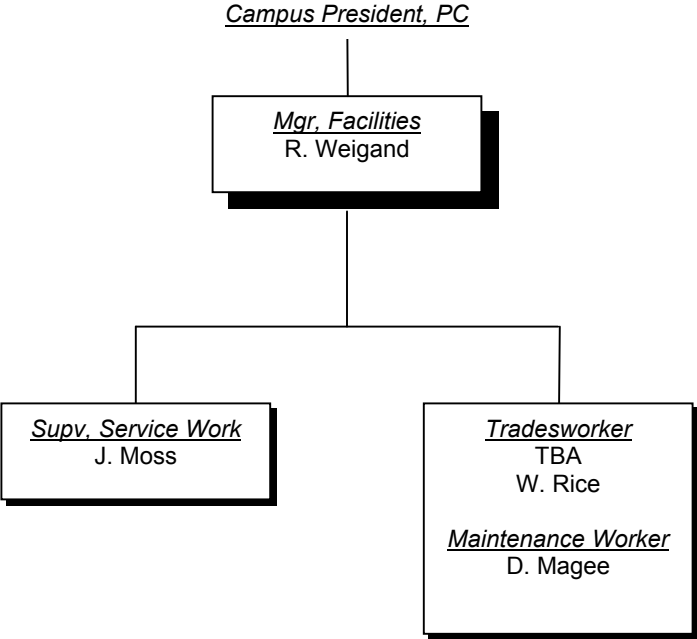 Campus President, PC
Mgr, Facilities
R. Weigand
Supv, Service Work
J. Moss
Tradesworker
TBA
W. Rice
Maintenance Worker
D. Magee